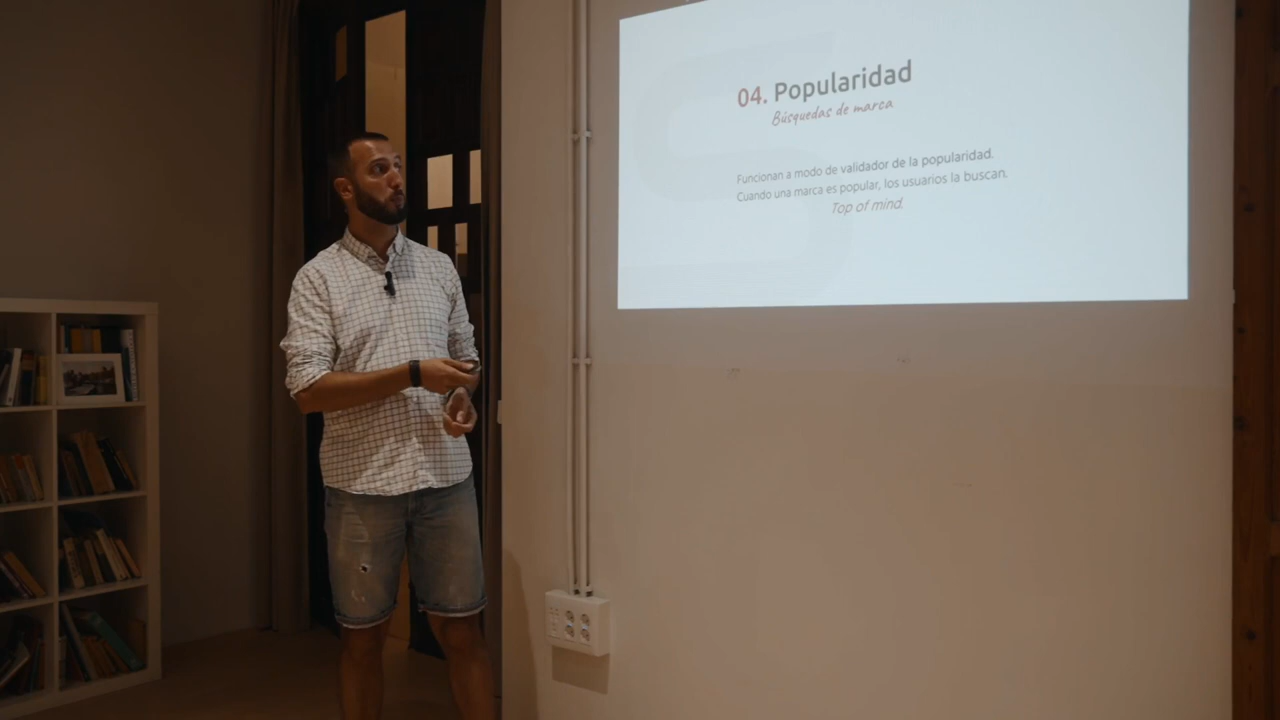 04. Popularidad
Búsquedas de marca
Funcionan a modo de validador de la popularidad.
Cuando una marca es popular, los usuarios la buscan.
Top of mind.